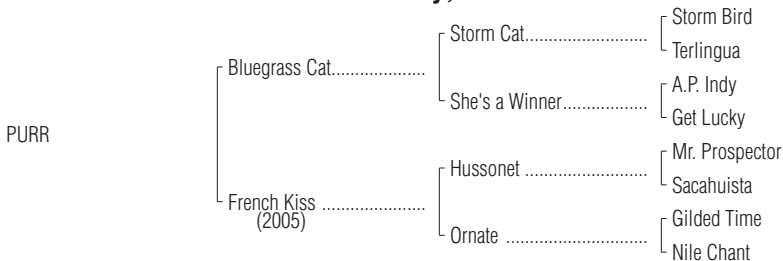 Storm Bird
Storm Cat..............................
Terlingua
Bluegrass Cat.....................
A.P. Indy
She's a Winner.....................
Get Lucky
PURR
Mr. Prospector
Hussonet ..............................
Sacahuista
French Kiss .......................
(2005)
Gilded Time
Ornate ...................................
Nile Chant